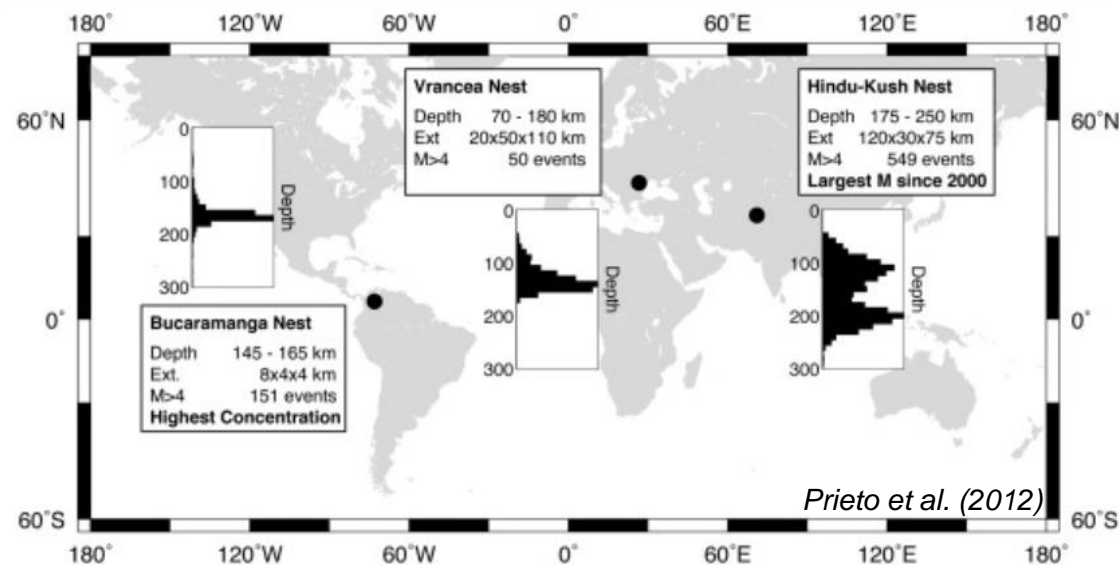 180° 120°W 60°W 0° 60°E 120°E 180°
60°N
60°N
Vrancea Nest
Depth 70 - 180 km
Ext 20x50x110 km
M>4 50 events
Hindu-Kush Nest
Depth 175 - 250 km
Ext 120x30x75 km
M>4 549 events
Largest M since 2000
0
100
200
300
Depth
0
100
200
300
Depth
0
100
200
300
Depth
0°
0°
Bucaramanga Nest
Depth 145 - 165 km
Ext. 8x4x4 km
M>4 151 events
Highest Concentration
Prieto et al. (2012)
60°S
60°S
180° 120°W 60°W 0° 60°E 120°E 180°